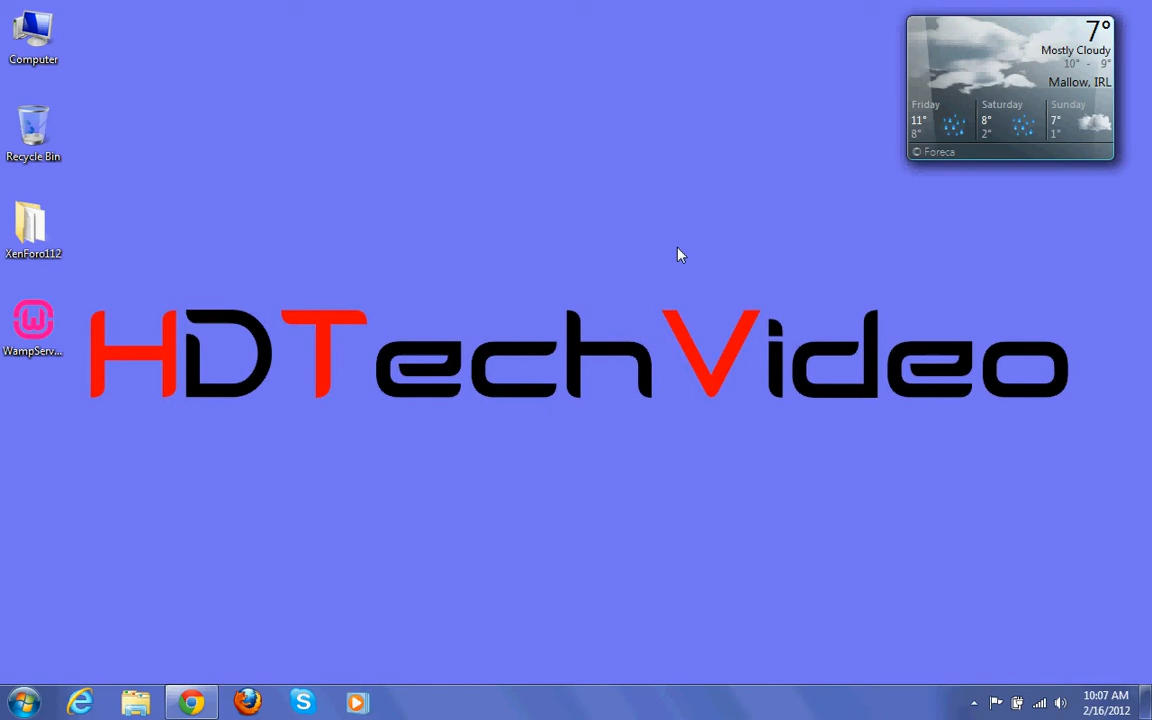 Computer
Recycle Bin
XenForo112
WampServ...
7°
Mostly Cloudy
10° - 9°
Mallow, IRL
Friday
Saturday
Sunday
11°
8°
7°
8°
2°
1°
© Foreca
HDTechVideo
10:07 AM
2/16/2012